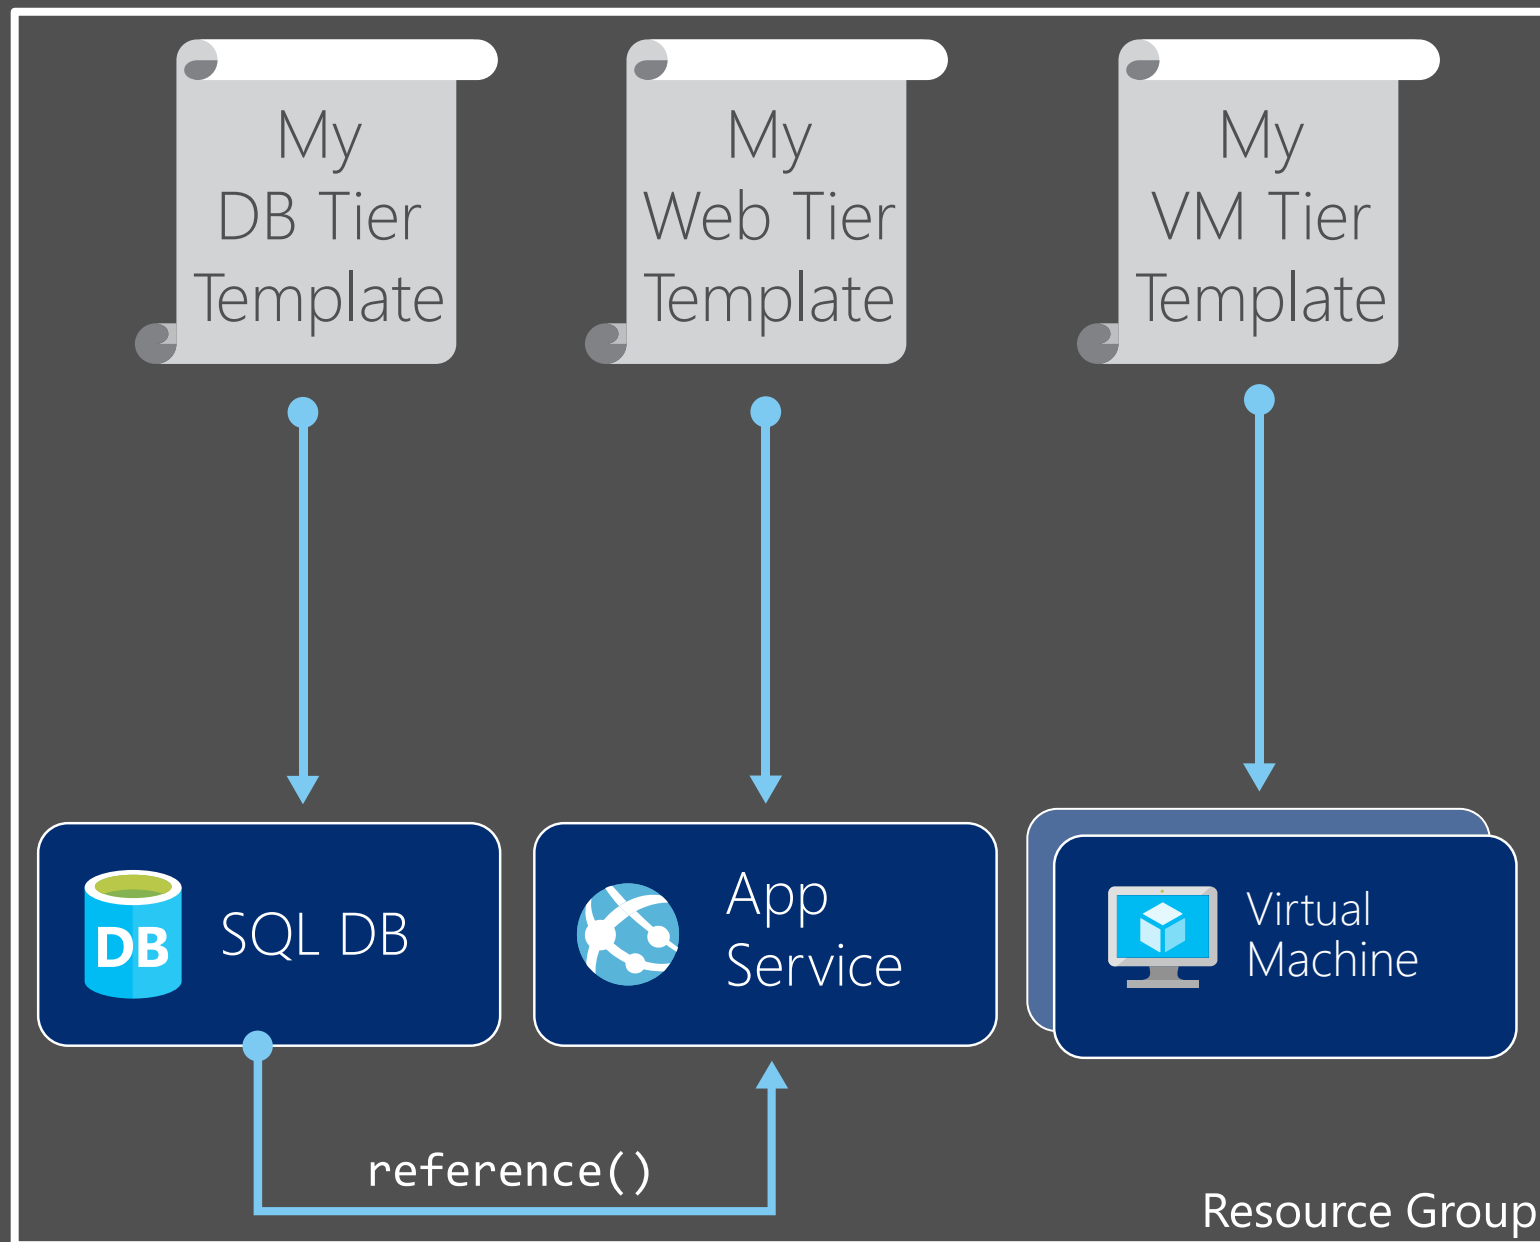 My
DB Tier
Template
My
Web Tier
Template
My
VM Tier
Template
DB
SQL DB
App
Service
Virtual
Machine
reference()
Resource Group